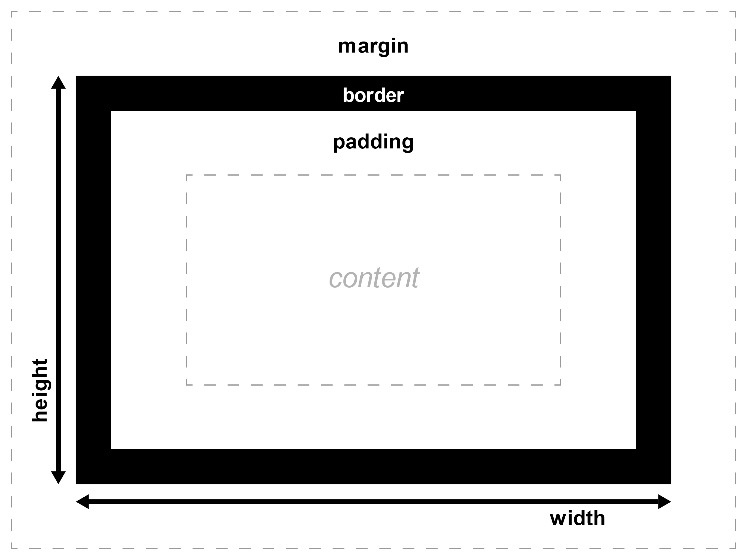 margin
border
padding
content
height
width